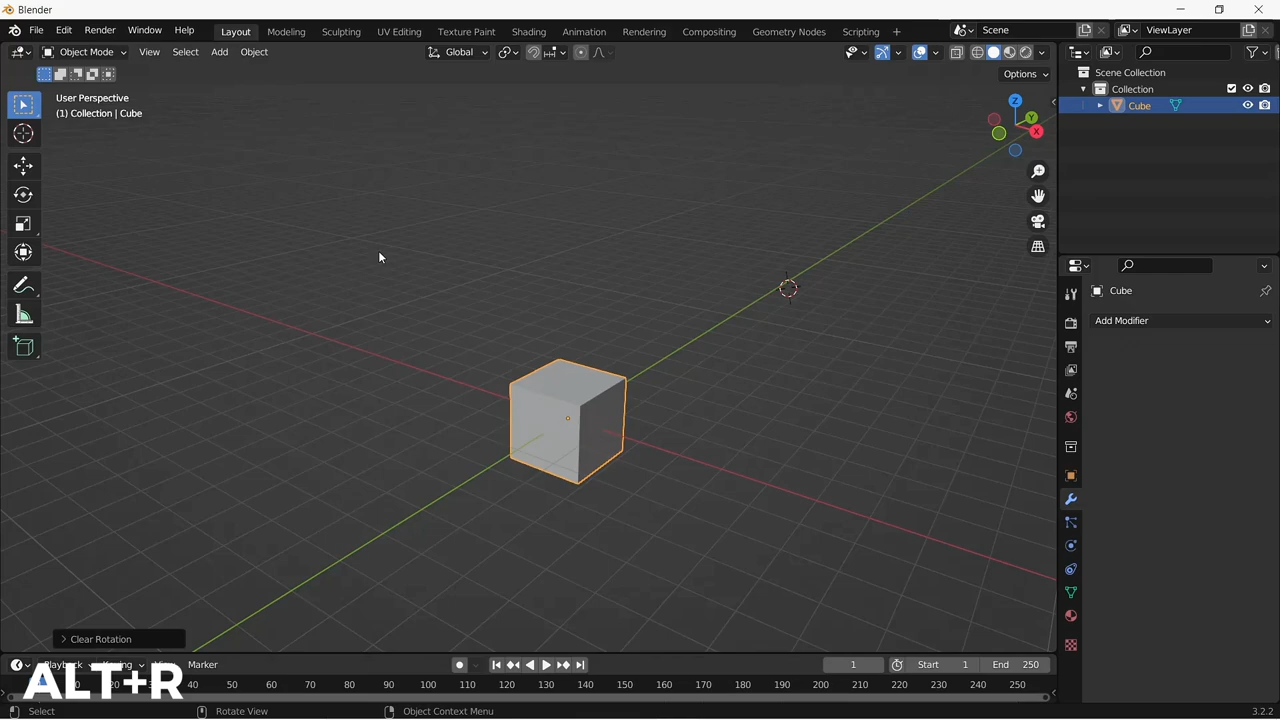 Blender
File Edit Render Window Help
Layout Modeling Sculpting UV Editing Texture Paint Shading Animation Rendering Compositing Geometry Nodes Scripting +
Scene
ViewLayer
Object Mode View Select Add Object
Global
Options
User Perspective
(1) Collection | Cube
Z
Y
X
Scene Collection
Collection
Cube
Cube
Add Modifier
Clear Rotation
Playback Keying View Marker
1
Start 1
End 250
ALT+R
20 30 40 50 60 70 80 90 100 110 120 130 140 150 160 170 180 190 200 210 220 230 240 250
Select
Rotate View
Object Context Menu
3.2.2